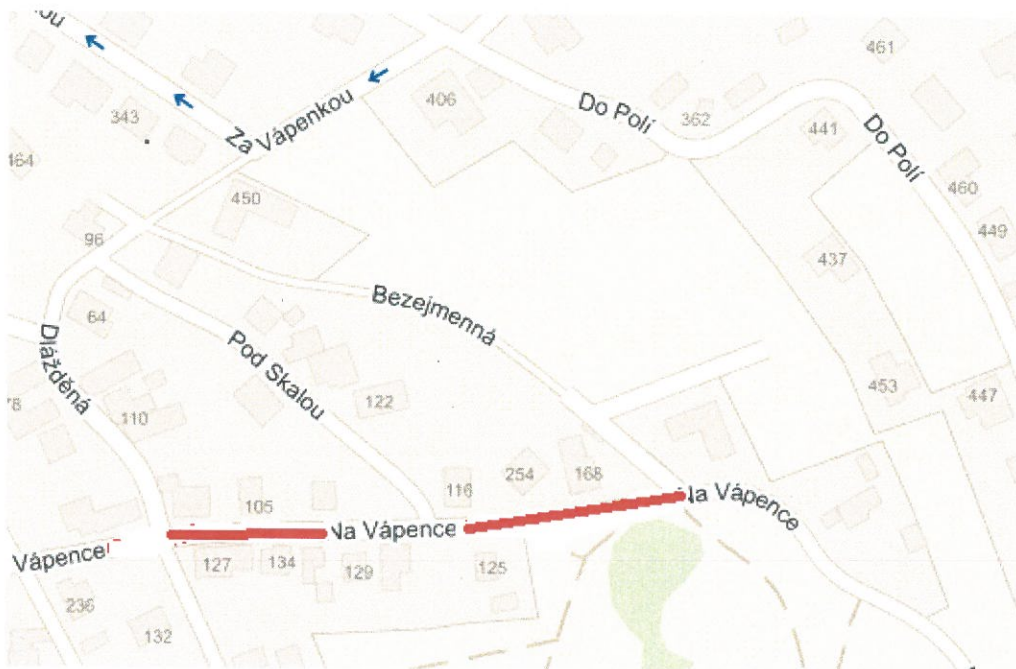 461
406
Do Polí
362
441
343
Za Vápenkou
Do Polí
464
460
450
449
96
437
Bezejmenná
64
Dlážděná
Pod Skalou
453
122
447
110
254
168
116
Na Vápence
105
Na Vápence
Vápence
127
134
129
125
236
132